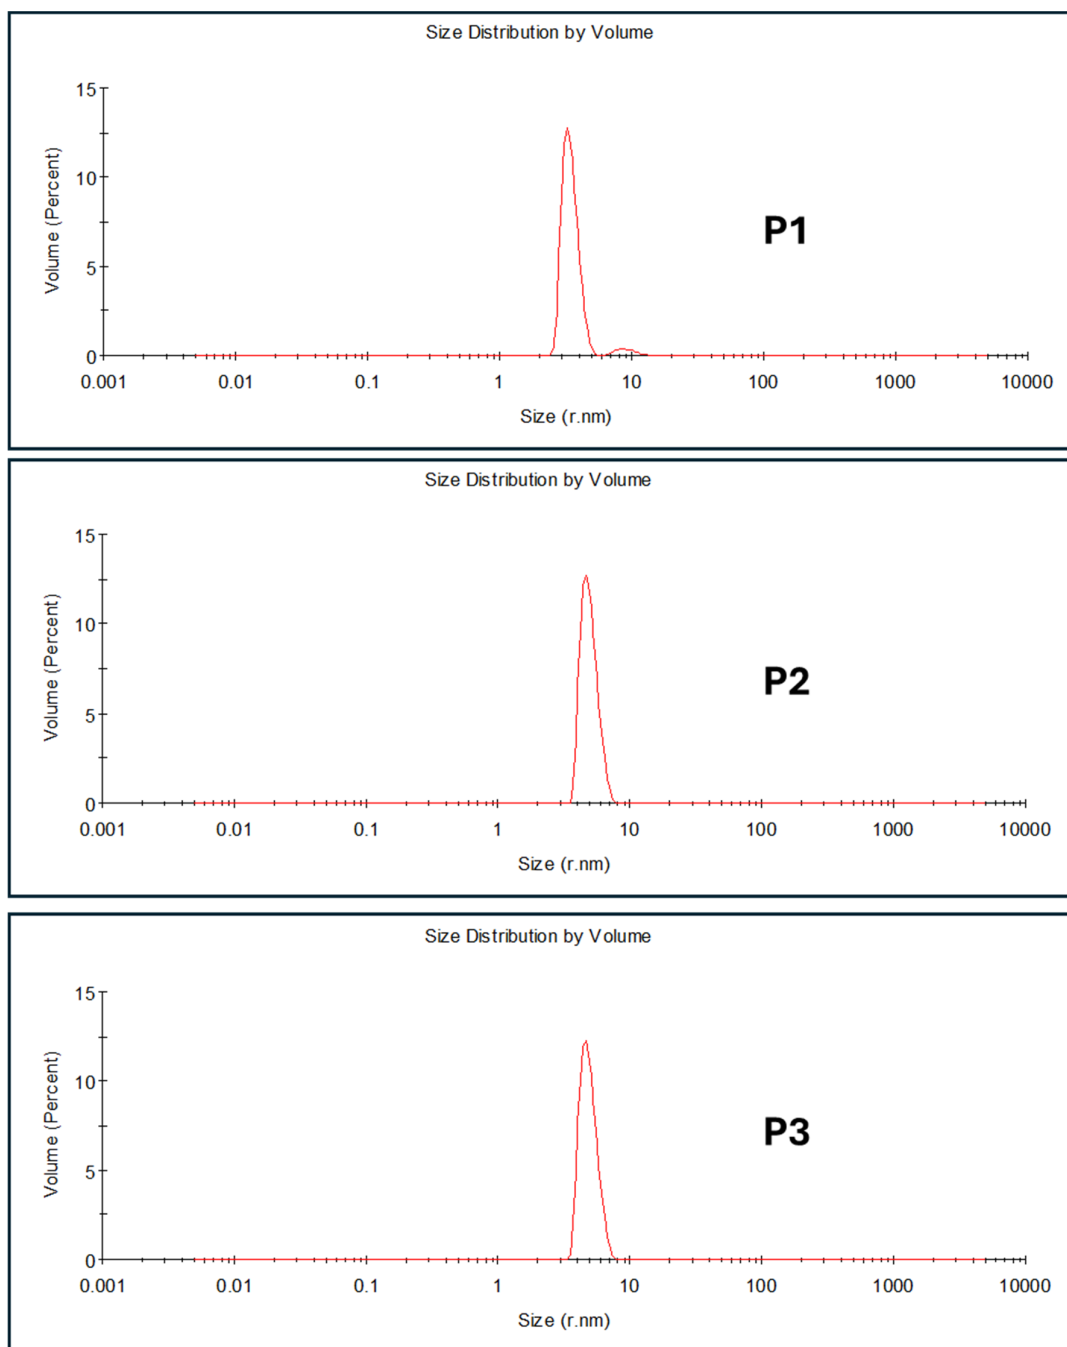 Size Distribution by Volume
15
10
5
0
Volume (Percent)
P1
0.001 0.01 0.1 1 10 100 1000 10000
Size (r.nm)
Size Distribution by Volume
15
10
5
0
Volume (Percent)
P2
0.001 0.01 0.1 1 10 100 1000 10000
Size (r.nm)
Size Distribution by Volume
15
10
5
0
Volume (Percent)
P3
0.001 0.01 0.1 1 10 100 1000 10000
Size (r.nm)